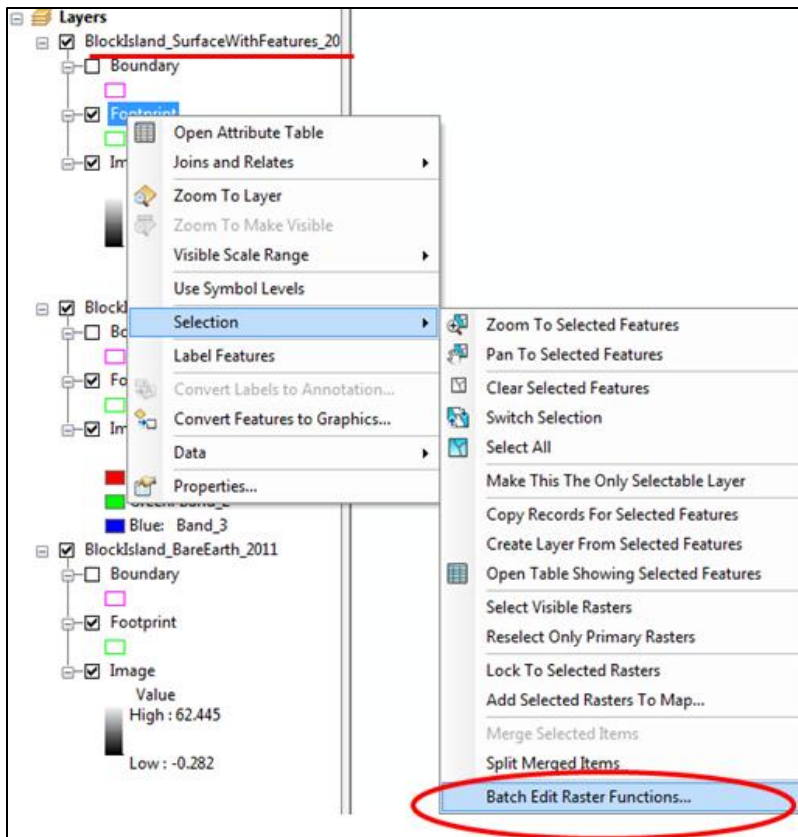 Layers
BlockIsland_SurfaceWithFeatures_20
Boundary
Footprint
Open Attribute Table
Joins and Relates
Zoom To Layer
Zoom To Make Visible
Visible Scale Range
Use Symbol Levels
Selection
Label Features
Convert Labels to Annotation...
Convert Features to Graphics...
Data
Properties...
Zoom To Selected Features
Pan To Selected Features
Clear Selected Features
Switch Selection
Select All
Make This The Only Selectable Layer
Copy Records For Selected Features
Create Layer From Selected Features
Open Table Showing Selected Features
Select Visible Rasters
Reselect Only Primary Rasters
Lock To Selected Rasters
Add Selected Rasters To Map...
Merge Selected Items
Split Merged Items
Batch Edit Raster Functions...
Blue: Band_3
BlockIsland_BareEarth_2011
Boundary
Footprint
Image
Value
High : 62.445
Low : -0.282